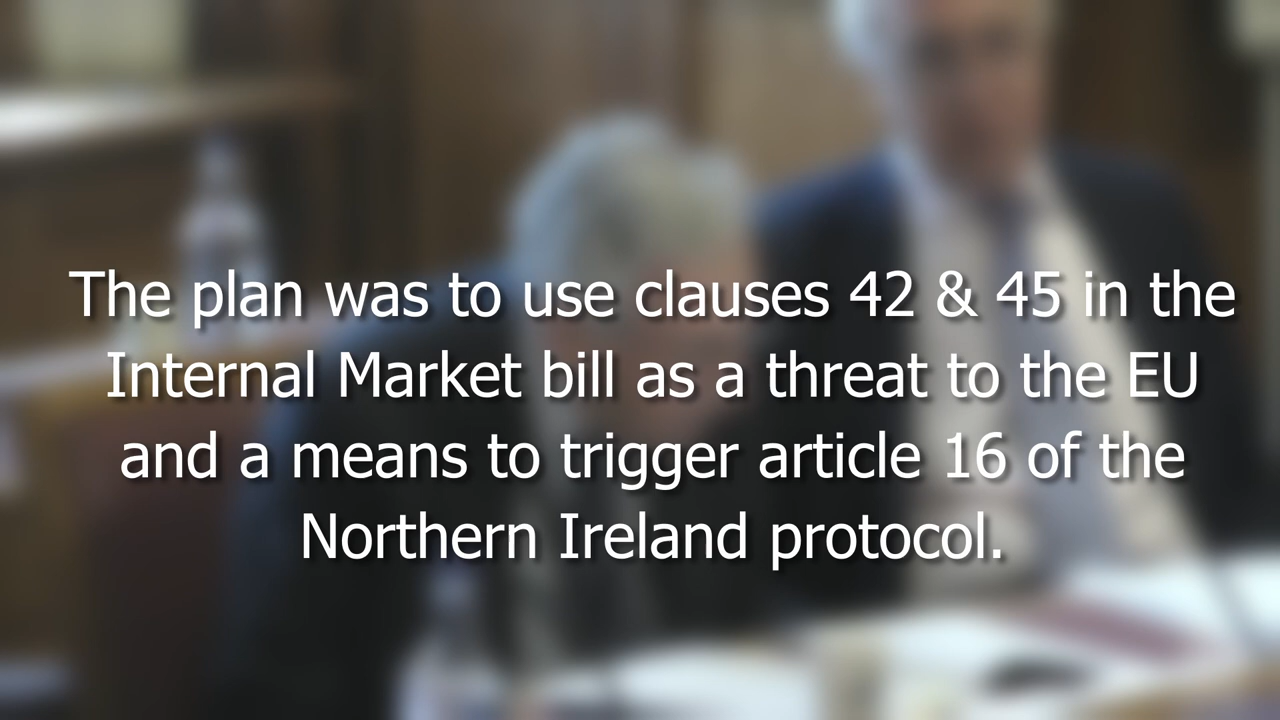 The plan was to use clauses 42 & 45 in the
Internal Market bill as a threat to the EU
and a means to trigger article 16 of the
Northern Ireland protocol.